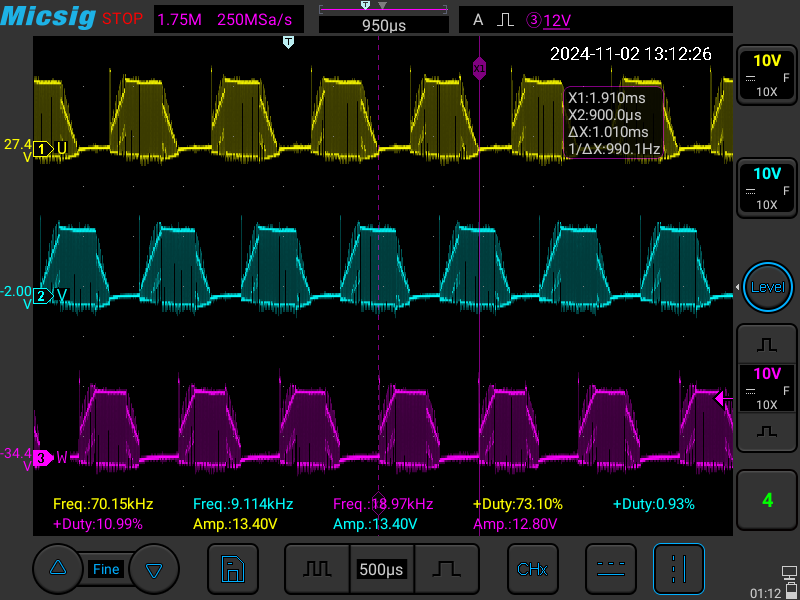 Micsig STOP 1.75M 250MSa/s T 950µs A ③ 12V
T 2024-11-02 13:12:26
X1
10V
F
10X
X1:1.910ms
X2:900.0µs
ΔX:1.010ms
1/ΔX:990.1Hz
27.4
V
1 U
10V
F
10X
Level
-2.00
V
2 V
10V
F
10X
-34.4
V
3 W
Freq.:70.15kHz Freq.:9.114kHz Freq.:18.97kHz +Duty:73.10% +Duty:0.93%
+Duty:10.99% Amp.:13.40V Amp.:13.40V Amp.:12.80V
4
Fine 500µs CHx
01:12